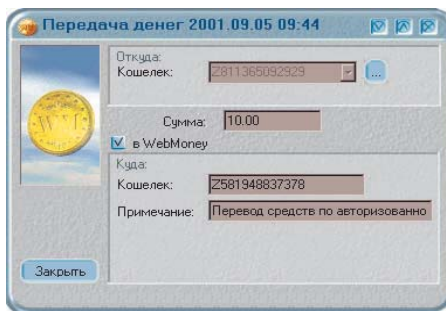 Передача денег 2001.09.05 09:44
Откуда:
Кошелек: Z811365092929 ...
Сумма: 10.00
в WebMoney
WM
Куда:
Кошелек: Z581948837378
Примечание: Перевод средств по авторизованно
Закрыть